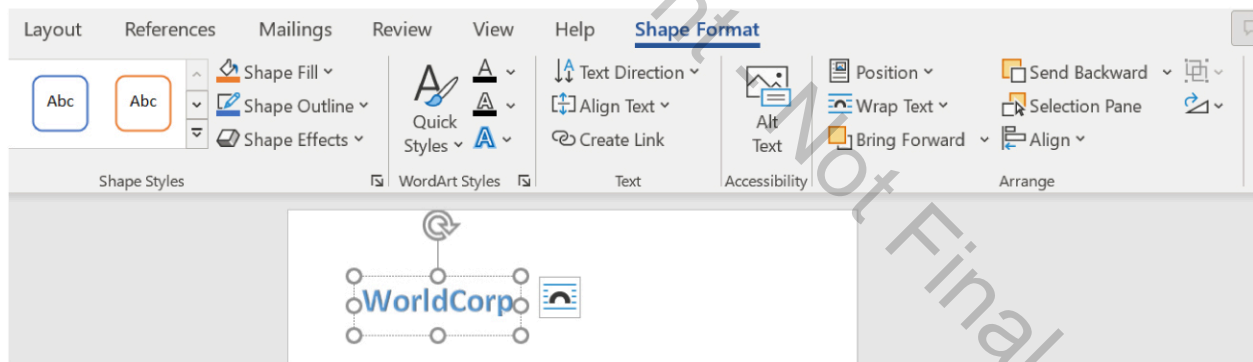 Layout References Mailings Review View Help Shape Format
Abc Abc
Shape Fill
Shape Outline
Shape Effects
Shape Styles
Quick
Styles
WordArt Styles
Text Direction
Align Text
Create Link
Text
Alt
Text
Accessibility
Position
Wrap Text
Bring Forward
Send Backward
Selection Pane
Align
Arrange
WorldCorp
Not Final